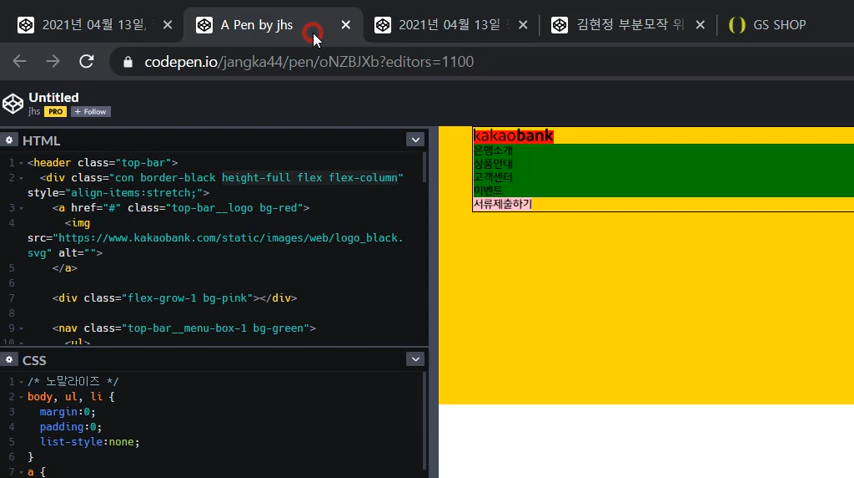 2021년 04월 13일,
A Pen by jhs
2021년 04월 13일
김현정 부분모작 위
GS SHOP
codepen.io/jangka44/pen/oNZBJXb?editors=1100
Untitled
jhs PRO + Follow
HTML
1 <header class="top-bar">
2 <div class="con border-black height-full flex flex-column"
style="align-items:stretch;">
3 <a href="#" class="top-bar__logo bg-red">
4 <img
src="https://www.kakaobank.com/static/images/web/logo_black.
svg" alt="">
5 </a>
6
7 <div class="flex-grow-1 bg-pink"></div>
8
9 <nav class="top-bar__menu-box-1 bg-green">
10 <ul>
CSS
1 /* 노말라이즈 */
2 body, ul, li {
3 margin:0;
4 padding:0;
5 list-style:none;
6 }
7 a {
kakaobank
은행소개
상품안내
고객센터
이벤트
서류제출하기